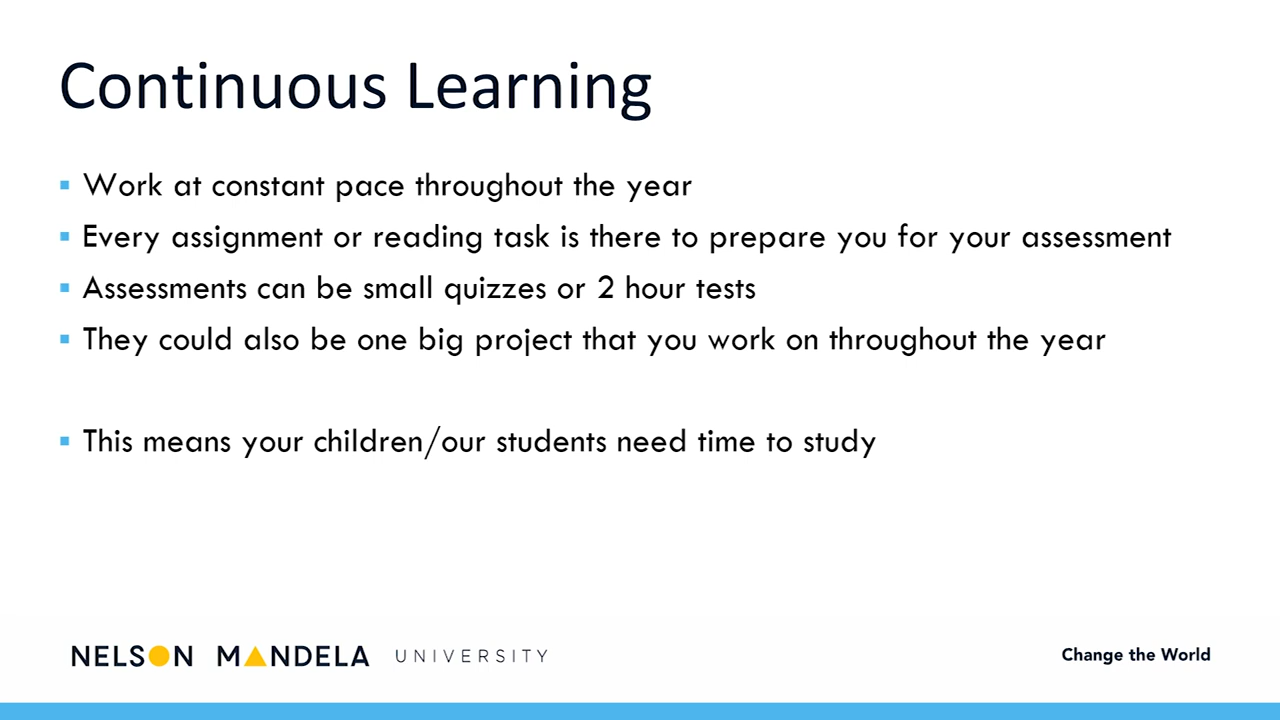 Continuous Learning
Work at constant pace throughout the year
Every assignment or reading task is there to prepare you for your assessment
Assessments can be small quizzes or 2 hour tests
They could also be one big project that you work on throughout the year
This means your children/our students need time to study
NELSON MANDELA UNIVERSITY
Change the World